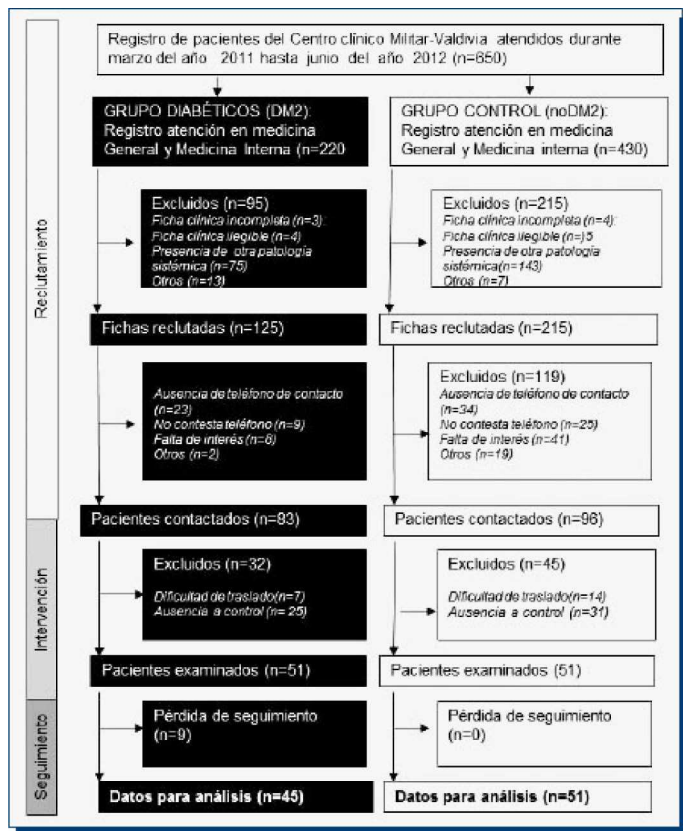 Registro de pacientes del Centro clínico Militar-Valdivia atendidos durante
marzo del año 2011 hasta junio del año 2012 (n=650)
GRUPO DIABÉTICOS (DM2):
Registro atención en medicina
General y Medicina Interna (n=220
GRUPO CONTROL (noDM2):
Registro atención en medicina
General y Medicina interna (n=430)
Reclutamiento
Excluidos (n=95)
Ficha clínica incompleta (n=3):
Ficha clínica ilegible (n=4)
Presencia de otra patología
sistémica (n=75)
Otros (n=13)
Excluidos (n=215)
Ficha clínica incompleta (n=4):
Ficha clínica ilegible (n=)5
Presencia de otra patología
sistémica(n=143)
Otros (n=7)
Fichas reclutadas (n=125)
Fichas reclutadas (n=215)
Ausencia de teléfono de contacto
(n=23)
No contesta teléfono (n=9)
Falta de interés (n=8)
Otros (n=2)
Excluidos (n=119)
Ausencia de teléfono de contacto
(n=34)
No contesta teléfono (n=25)
Falta de interés (n=41)
Otros (n=19)
Pacientes contactados (n=83)
Pacientes contactados (n=96)
Intervención
Excluidos (n=32)
Dificultad de traslado(n=7)
Ausencia a control (n= 25)
Excluidos (n=45)
Dificultad de traslado(n=14)
Ausencia a control (n=31)
Pacientes examinados (n=51)
Pacientes examinados (51)
Seguimiento
Pérdida de seguimiento
(n=9)
Pérdida de seguimiento
(n=0)
Datos para análisis (n=45)
Datos para análisis (n=51)